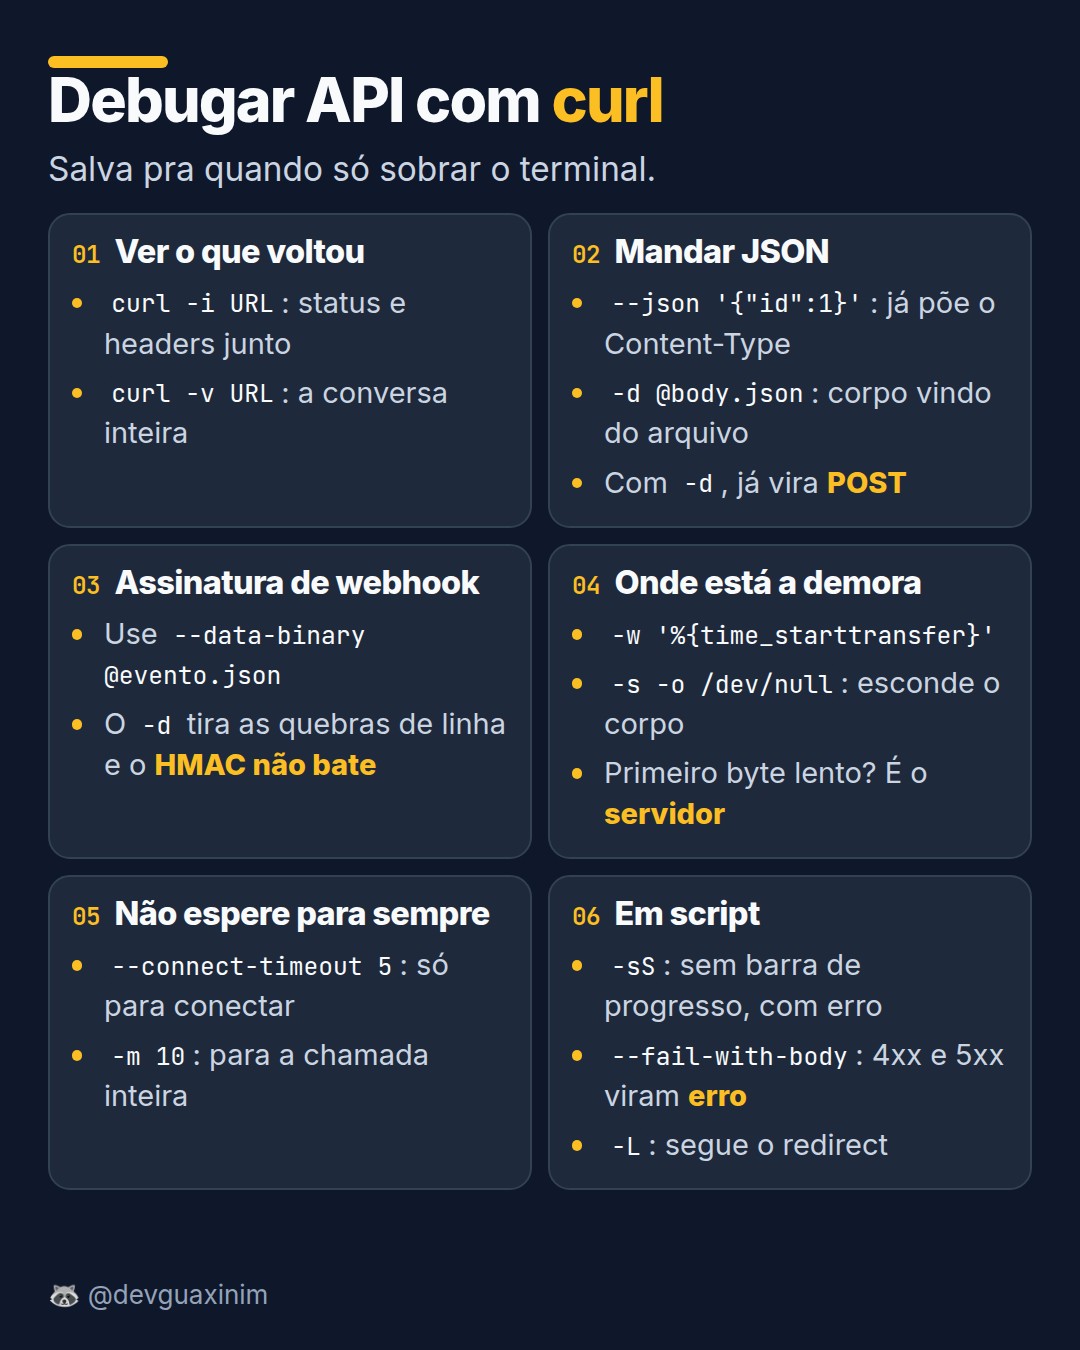 Debugar API com curl
Salva pra quando só sobrar o terminal.
01 Ver o que voltou
curl -i URL : status e
headers junto
curl -v URL : a conversa
inteira
02 Mandar JSON
--json '{"id":1}' : já põe o
Content-Type
-d @body.json : corpo vindo
do arquivo
Com -d , já vira POST
03 Assinatura de webhook
Use --data-binary
@evento.json
O -d tira as quebras de linha
e o HMAC não bate
04 Onde está a demora
-w '%{time_starttransfer}'
-s -o /dev/null : esconde o
corpo
Primeiro byte lento? É o
servidor
05 Não espere para sempre
--connect-timeout 5 : só
para conectar
-m 10 : para a chamada
inteira
06 Em script
-sS : sem barra de
progresso, com erro
--fail-with-body : 4xx e 5xx
viram erro
-L : segue o redirect
🦝 @devguaxinim